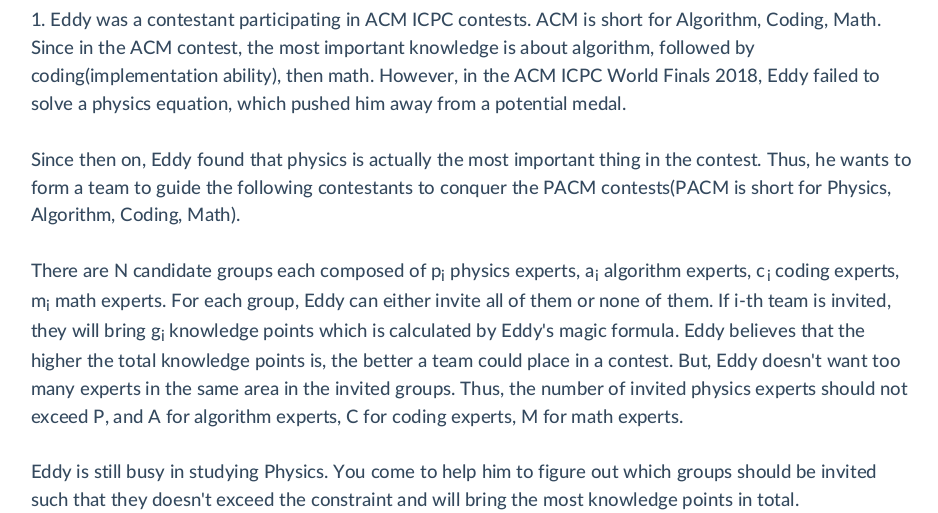 1. Eddy was a contestant participating in ACM ICPC contests. ACM is short for Algorithm, Coding, Math.
Since in the ACM contest, the most important knowledge is about algorithm, followed by
coding(implementation ability), then math. However, in the ACM ICPC World Finals 2018, Eddy failed to
solve a physics equation, which pushed him away from a potential medal.
Since then on, Eddy found that physics is actually the most important thing in the contest. Thus, he wants to
form a team to guide the following contestants to conquer the PACM contests(PACM is short for Physics,
Algorithm, Coding, Math).
There are N candidate groups each composed of pi physics experts, ai algorithm experts, ci coding experts,
mi math experts. For each group, Eddy can either invite all of them or none of them. If i-th team is invited,
they will bring gi knowledge points which is calculated by Eddy's magic formula. Eddy believes that the
higher the total knowledge points is, the better a team could place in a contest. But, Eddy doesn't want too
many experts in the same area in the invited groups. Thus, the number of invited physics experts should not
exceed P, and A for algorithm experts, C for coding experts, M for math experts.
Eddy is still busy in studying Physics. You come to help him to figure out which groups should be invited
such that they doesn't exceed the constraint and will bring the most knowledge points in total.